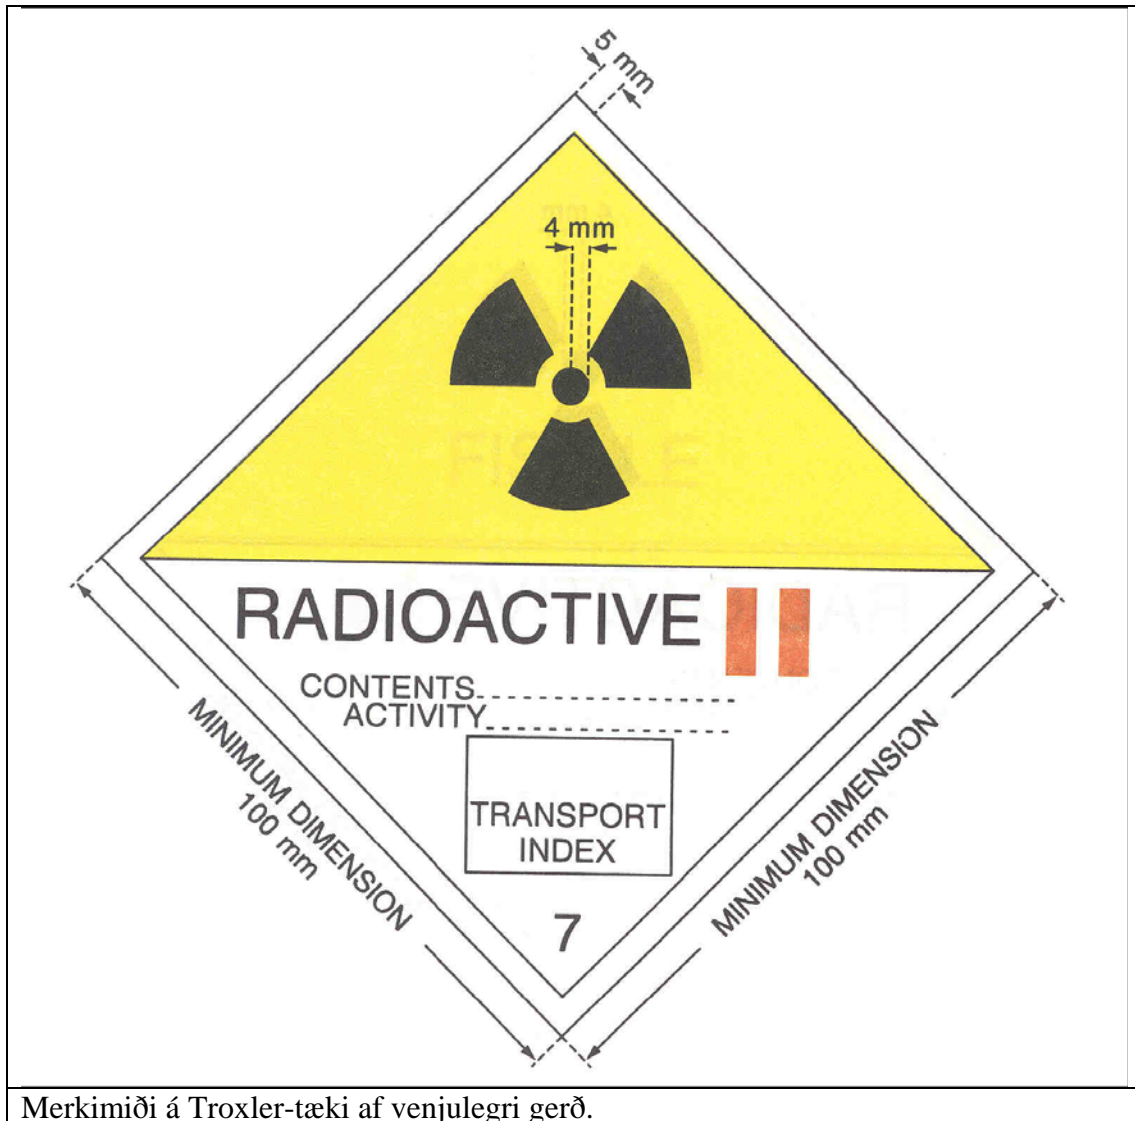 5 mm
4 mm
RADIOACTIVE II
CONTENTS
ACTIVITY
TRANSPORT
INDEX
7
MINIMUM DIMENSION
100 mm
MINIMUM DIMENSION
100 mm
Merkimiði á Troxler-tæki af venjulegri gerð.